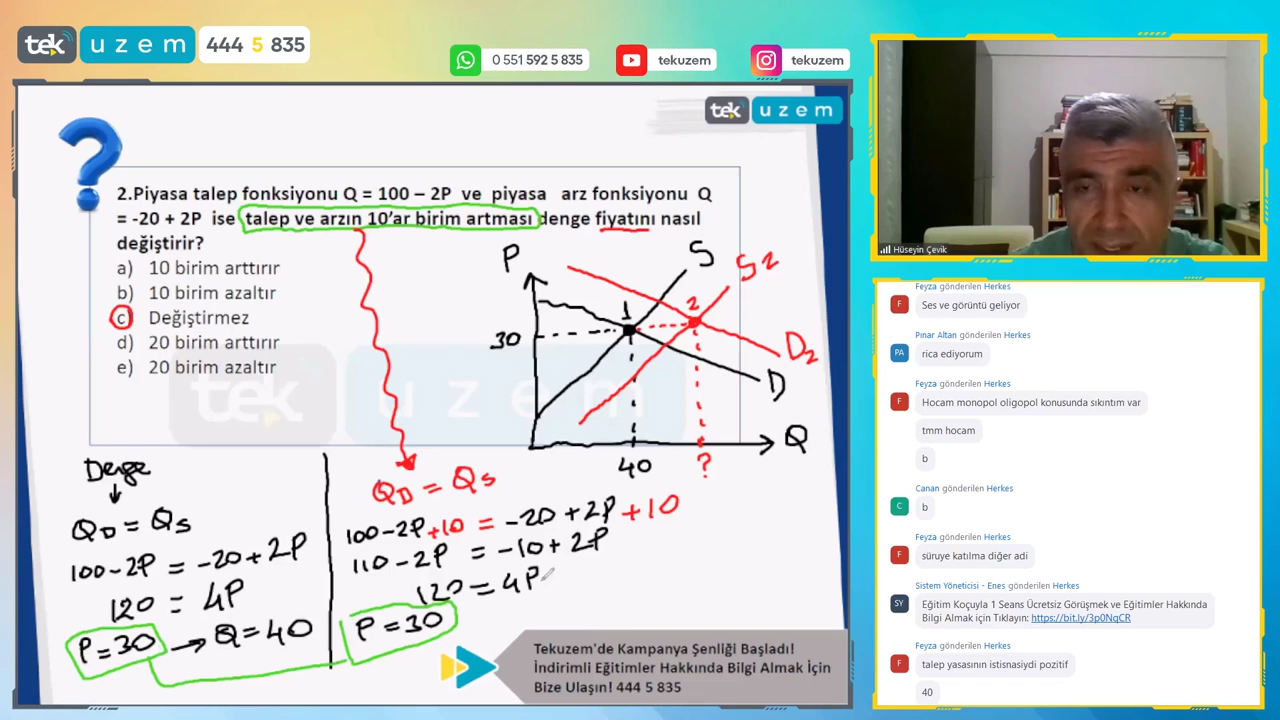 tek uzem 444 5 835
0 551 592 5 835
tekuzem
tekuzem
tek uzem
2.Piyasa talep fonksiyonu Q = 100 – 2P ve piyasa arz fonksiyonu Q
= -20 + 2P ise talep ve arzın 10’ar birim artması denge fiyatını nasıl
değiştirir?
a) 10 birim arttırır
b) 10 birim azaltır
c) Değiştirmez
d) 20 birim arttırır
e) 20 birim azaltır
tek uzem
P
S
S2
1
2
30
D2
D
Q
40
?
Denge
QD = QS
100-2P = -20+2P
120 = 4P
P=30 → Q=40
QD = QS
100-2P+10 = -20+2P+10
110-2P = -10+2P
120 = 4P
P=30
Tekuzem'de Kampanya Şenliği Başladı!
İndirimli Eğitimler Hakkında Bilgi Almak İçin
Bize Ulaşın! 444 5 835
Hüseyin Çevik
Feyza gönderilen Herkes
F Ses ve görüntü geliyor
Pınar Altan gönderilen Herkes
PA rica ediyorum
Feyza gönderilen Herkes
F Hocam monopol oligopol konusunda sıkıntım var
tmm hocam
b
Canan gönderilen Herkes
C b
süruye katılma diğer adi
Sistem Yöneticisi - Enes gönderilen Herkes
SY Eğitim Koçuyla 1 Seans Ücretsiz Görüşmek ve Eğitimler Hakkında
Bilgi Almak için Tıklayın: https://bit.ly/3p0NqCR
Feyza gönderilen Herkes
F talep yasasının istisnasiydi pozitif
40